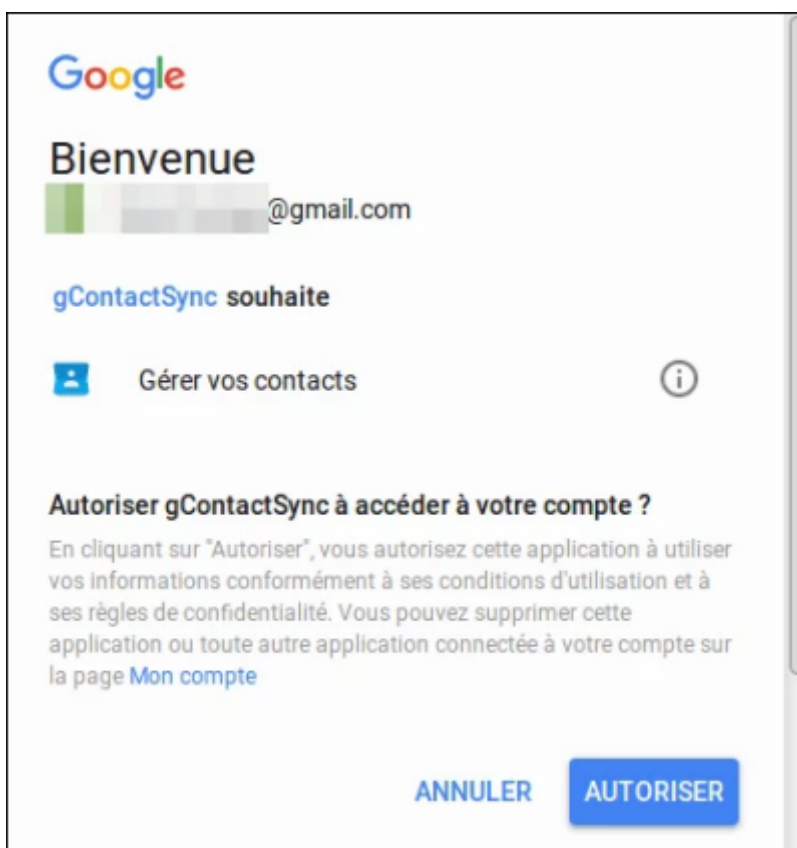 Google
Bienvenue
@gmail.com
gContactSync souhaite
Gérer vos contacts
Autoriser gContactSync à accéder à votre compte ?
En cliquant sur "Autoriser", vous autorisez cette application à utiliser
vos informations conformément à ses conditions d'utilisation et à
ses règles de confidentialité. Vous pouvez supprimer cette
application ou toute autre application connectée à votre compte sur
la page Mon compte
ANNULER AUTORISER